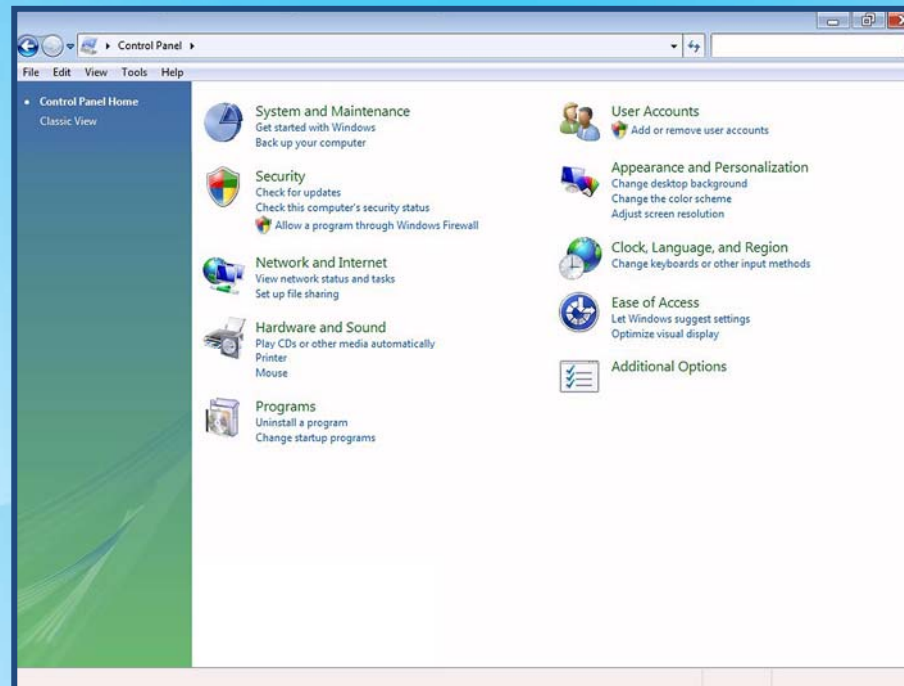 Control Panel
File Edit View Tools Help
Control Panel Home
Classic View
System and Maintenance
Get started with Windows
Back up your computer
Security
Check for updates
Check this computer's security status
Allow a program through Windows Firewall
Network and Internet
View network status and tasks
Set up file sharing
Hardware and Sound
Play CDs or other media automatically
Printer
Mouse
Programs
Uninstall a program
Change startup programs
User Accounts
Add or remove user accounts
Appearance and Personalization
Change desktop background
Change the color scheme
Adjust screen resolution
Clock, Language, and Region
Change keyboards or other input methods
Ease of Access
Let Windows suggest settings
Optimize visual display
Additional Options